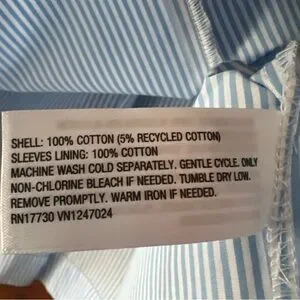 SHELL: 100% COTTON (5% RECYCLED COTTON)
SLEEVES LINING: 100% COTTON
MACHINE WASH COLD SEPARATELY. GENTLE CYCLE. ONLY
NON-CHLORINE BLEACH IF NEEDED. TUMBLE DRY LOW.
REMOVE PROMPTLY. WARM IRON IF NEEDED.
RN17730 VN1247024